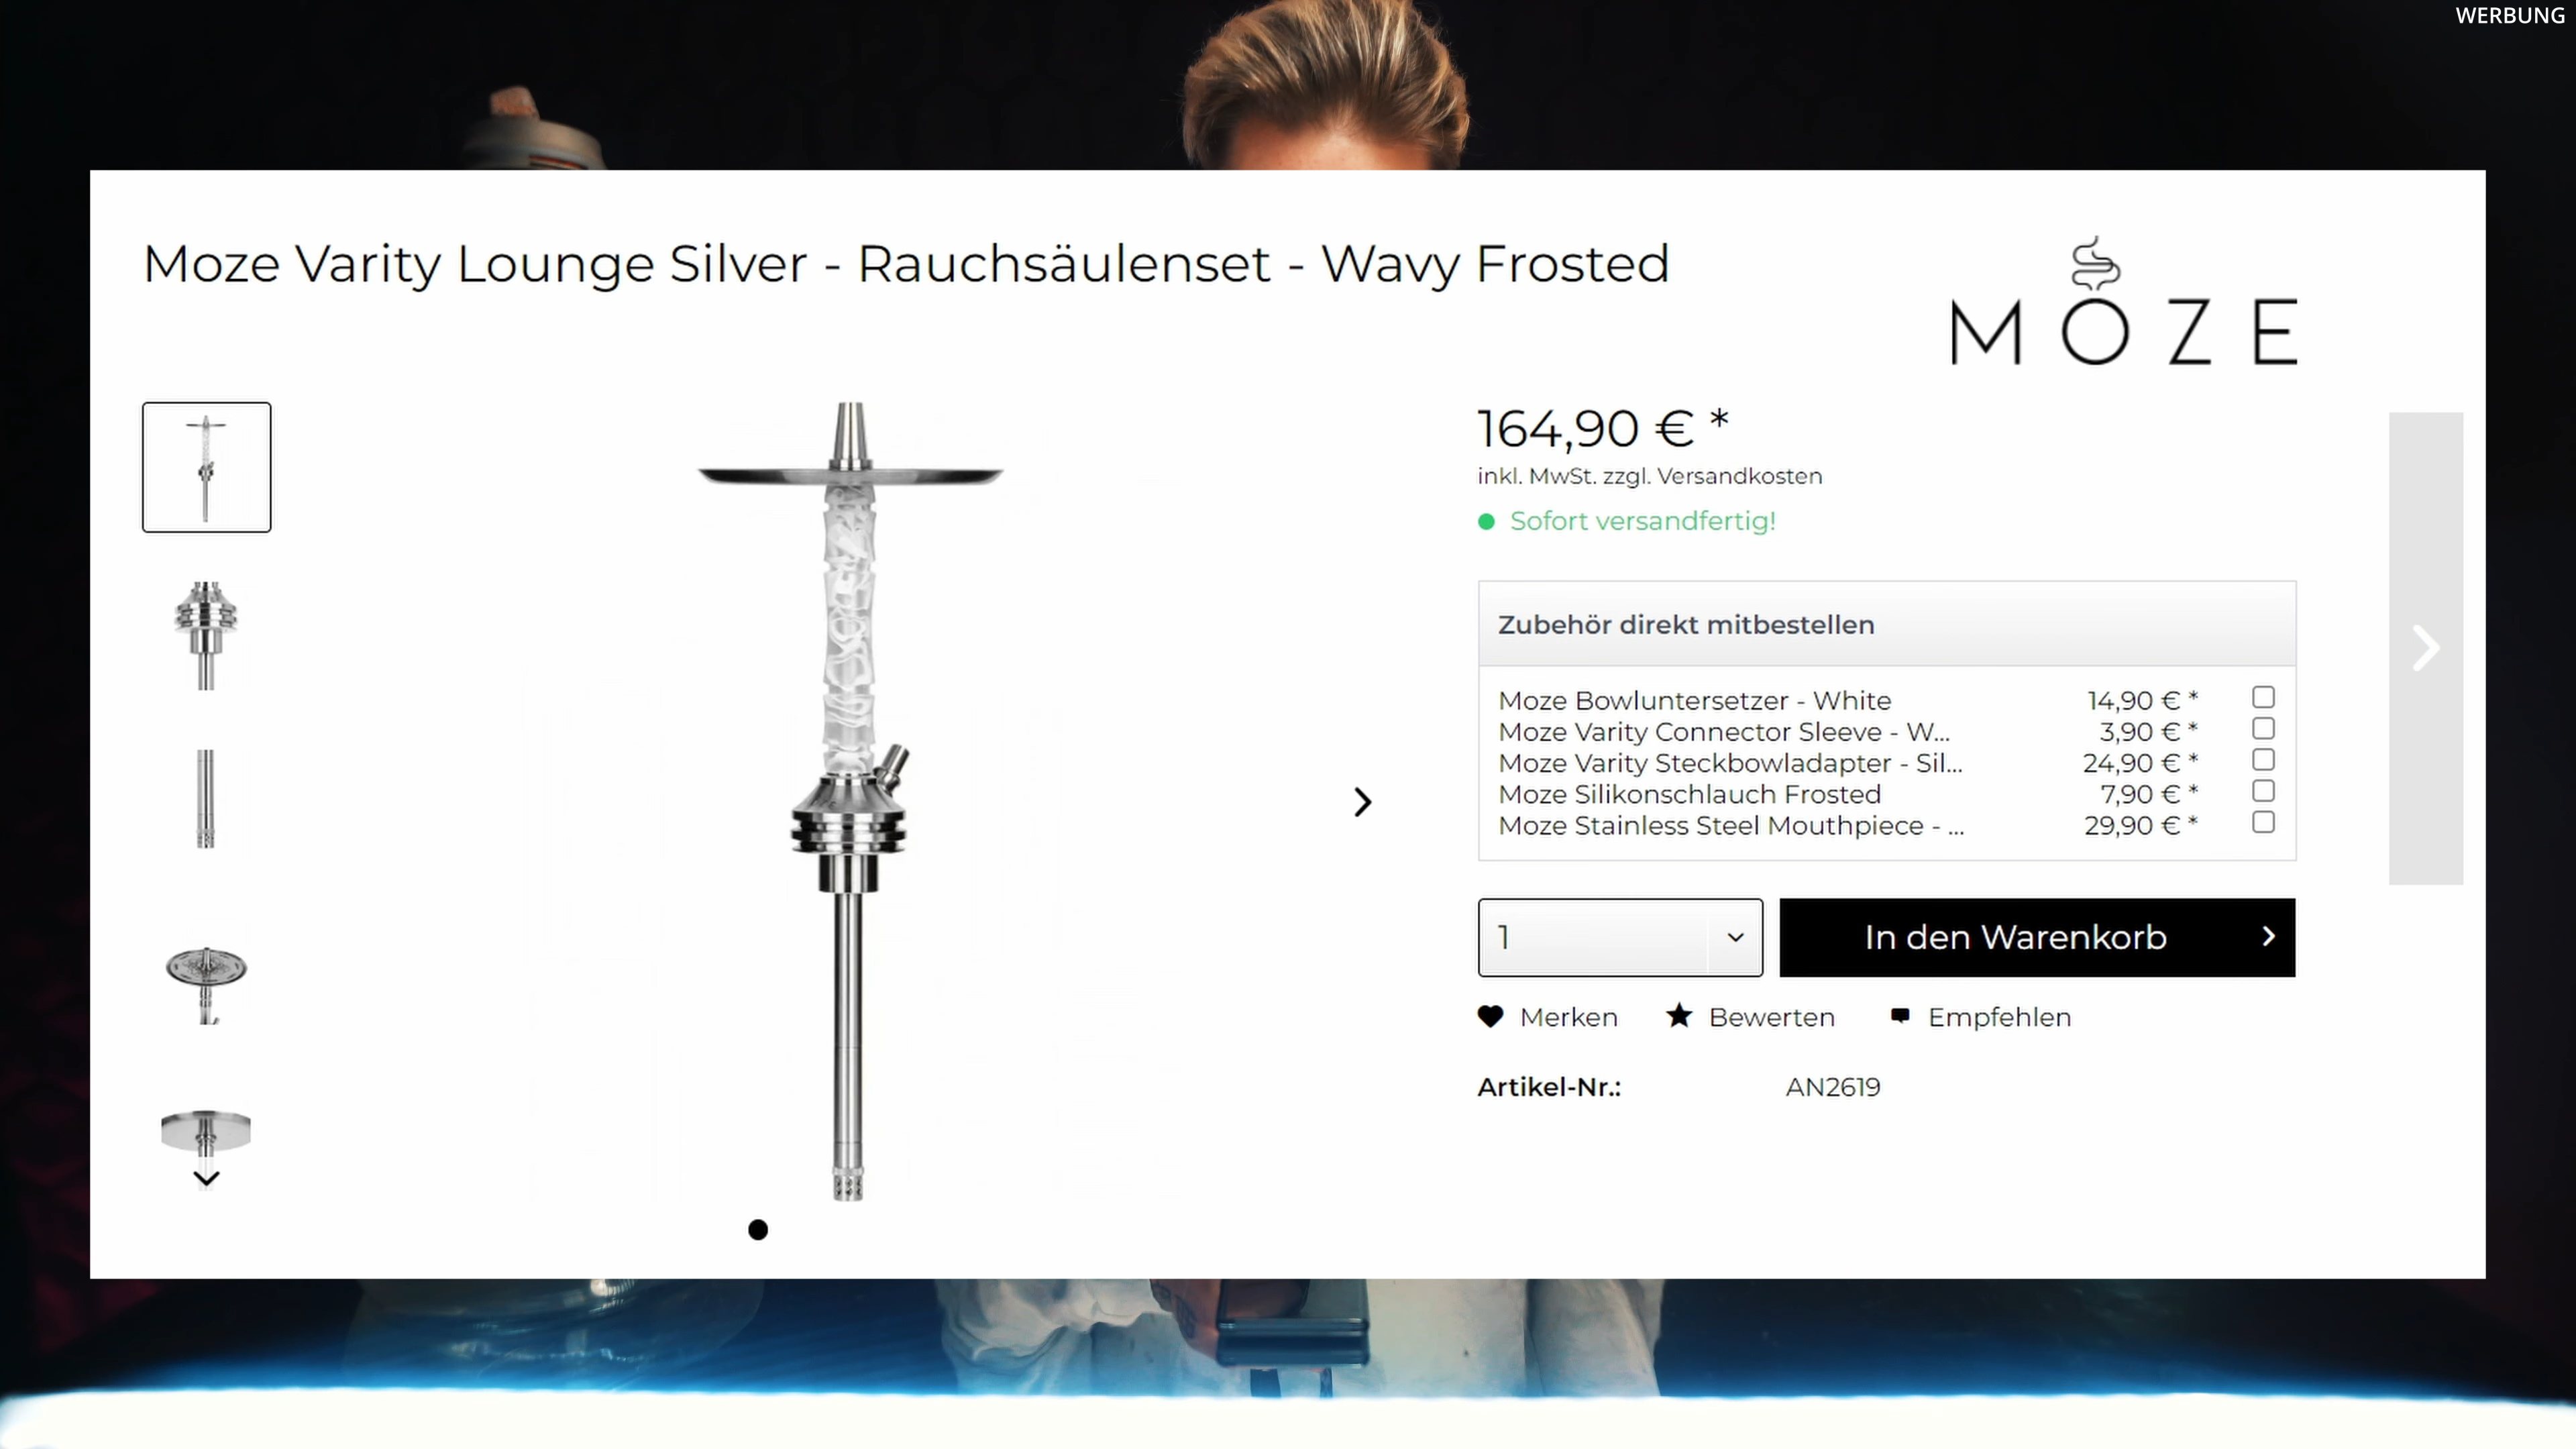 WERBUNG
Moze Varity Lounge Silver - Rauchsäulenset - Wavy Frosted
MOZE
164,90 € *
inkl. MwSt. zzgl. Versandkosten
Sofort versandfertig!
Zubehör direkt mitbestellen
Moze Bowluntersetzer - White 14,90 € *
Moze Varity Connector Sleeve - W... 3,90 € *
Moze Varity Steckbowladapter - Sil... 24,90 € *
Moze Silikonschlauch Frosted 7,90 € *
Moze Stainless Steel Mouthpiece - ... 29,90 € *
1 In den Warenkorb
Merken Bewerten Empfehlen
Artikel-Nr.: AN2619